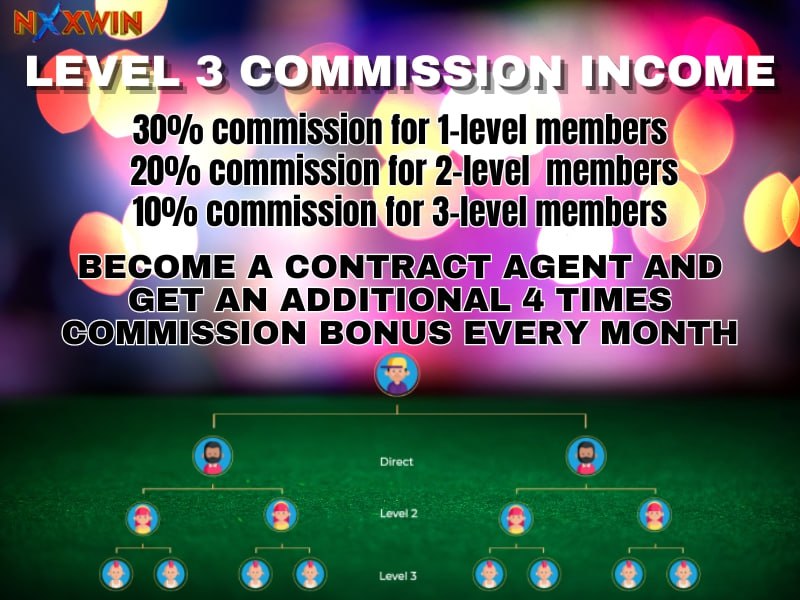 NXXWIN
LEVEL 3 COMMISSION INCOME
30% commission for 1-level members
20% commission for 2-level members
10% commission for 3-level members
BECOME A CONTRACT AGENT AND
GET AN ADDITIONAL 4 TIMES
COMMISSION BONUS EVERY MONTH
Direct
Level 2
Level 3